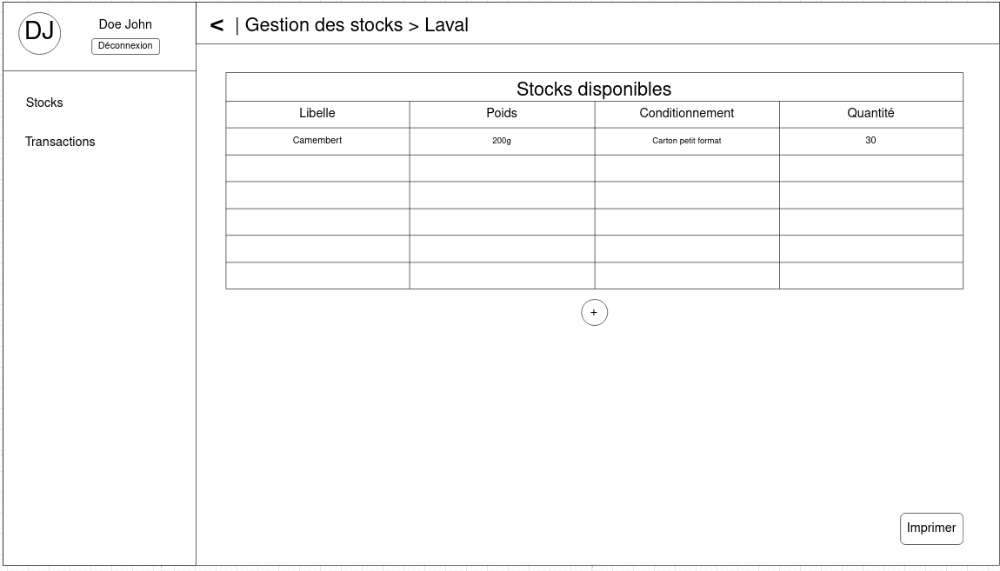 DJ
Doe John
Déconnexion
< | Gestion des stocks > Laval
Stocks
Transactions
Stocks disponibles
Libelle Poids Conditionnement Quantité
Camembert 200g Carton petit format 30
+
Imprimer